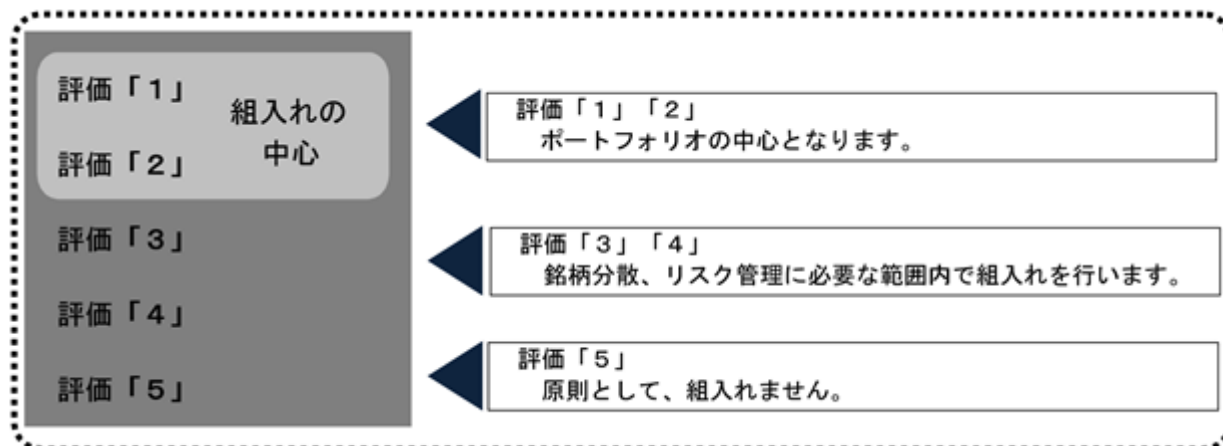 評価「１」
組入れの
中心
評価「２」
評価「３」
評価「４」
評価「５」
評価「１」「２」
ポートフォリオの中心となります。
評価「３」「４」
銘柄分散、リスク管理に必要な範囲内で組入れを行います。
評価「５」
原則として、組入れません。